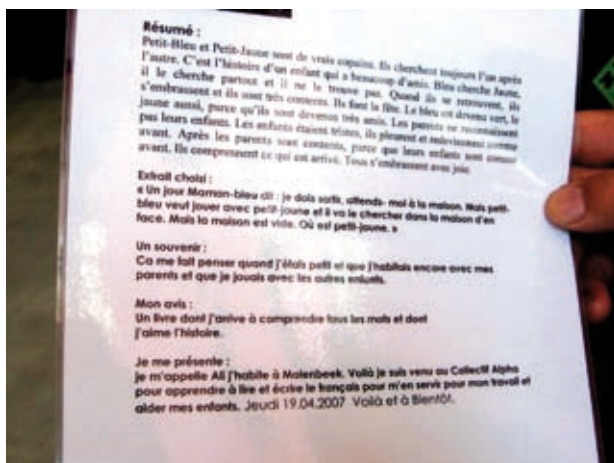 Résumé :
Petit-Bleu et Petit-Jaune sont de vrais copains. Ils cherchent toujours l'un après
l'autre. C'est l'histoire d'un enfant qui a beaucoup d'amis. Bleu cherche Jaune,
il le cherche partout et il ne le trouve pas. Quand ils se retrouvent, ils
s'embrassent et ils sont très contents. Ils font la fête. Le bleu est devenu vert, le
jaune aussi, parce qu'ils sont devenus très amis. Les parents ne reconnaissent
pas leurs enfants. Les enfants étaient tristes, ils pleurent et redeviennent comme
avant. Après les parents sont contents, parce que leurs enfants sont comme
avant. Ils comprennent ce qui est arrivé. Tous s'embrassent avec joie.
Extrait choisi :
« Un jour Maman-bleu dit : je dois sortir, attends- moi à la maison. Mais petit-
bleu veut jouer avec petit-jaune et il va le chercher dans la maison d'en
face. Mais la maison est vide. Où est petit-jaune. »
Un souvenir :
Ca me fait penser quand j'étais petit et que j'habitais encore avec mes
parents et que je jouais avec les autres enfants.
Mon avis :
Un livre dont j'arrive à comprendre tous les mots et dont
j'aime l'histoire.
Je me présente :
je m'appelle Ali j'habite à Molenbeek. Voilà je suis venu au Collectif Alpha
pour apprendre à lire et écrire le français pour m'en servir pour mon travail et
aider mes enfants. Jeudi 19.04.2007 Voilà et à Bientôt.